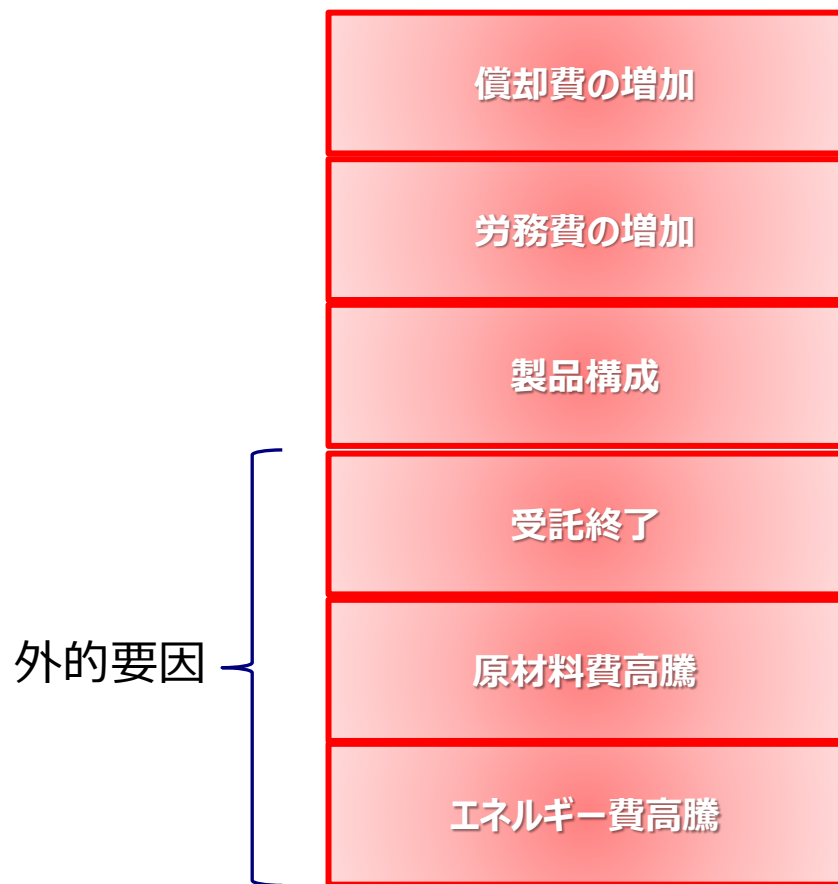 償却費の増加
労務費の増加
製品構成
受託終了
外的要因
原材料費高騰
エネルギー費高騰